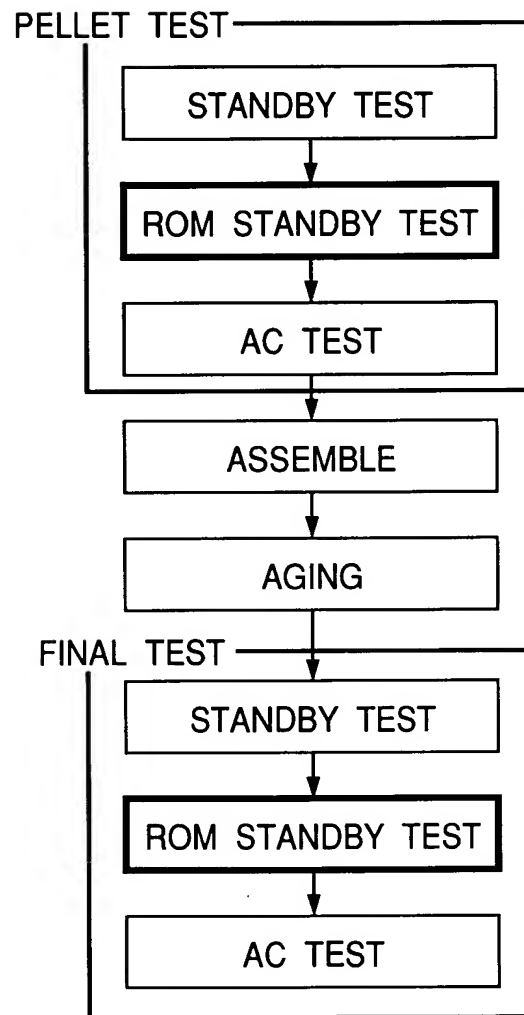 PELLET TEST
STANDBY TEST
ROM STANDBY TEST
AC TEST
ASSEMBLE
AGING
FINAL TEST
STANDBY TEST
ROM STANDBY TEST
AC TEST